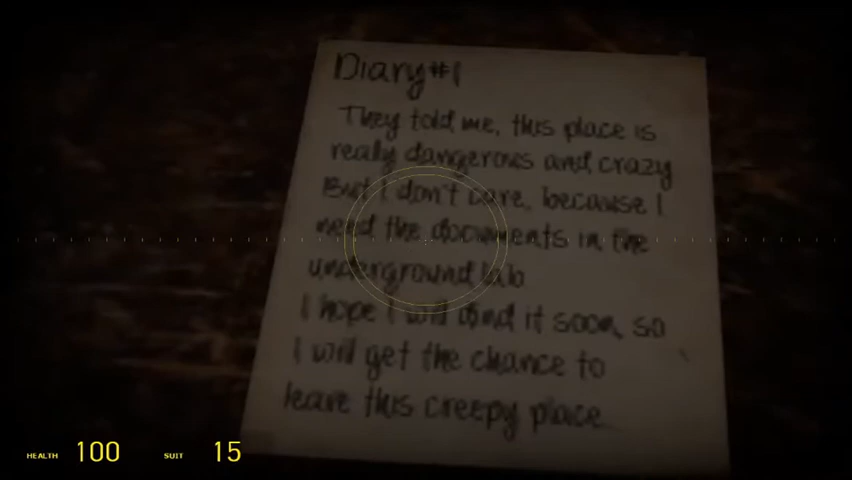 Diary#1
They told me, this place is
really dangerous and crazy
But I don't care, because I
need the documents in the
underground lab
I hope I will find it soon, so
I will get the chance to
leave this creepy place.
HEALTH 100 SUIT 15